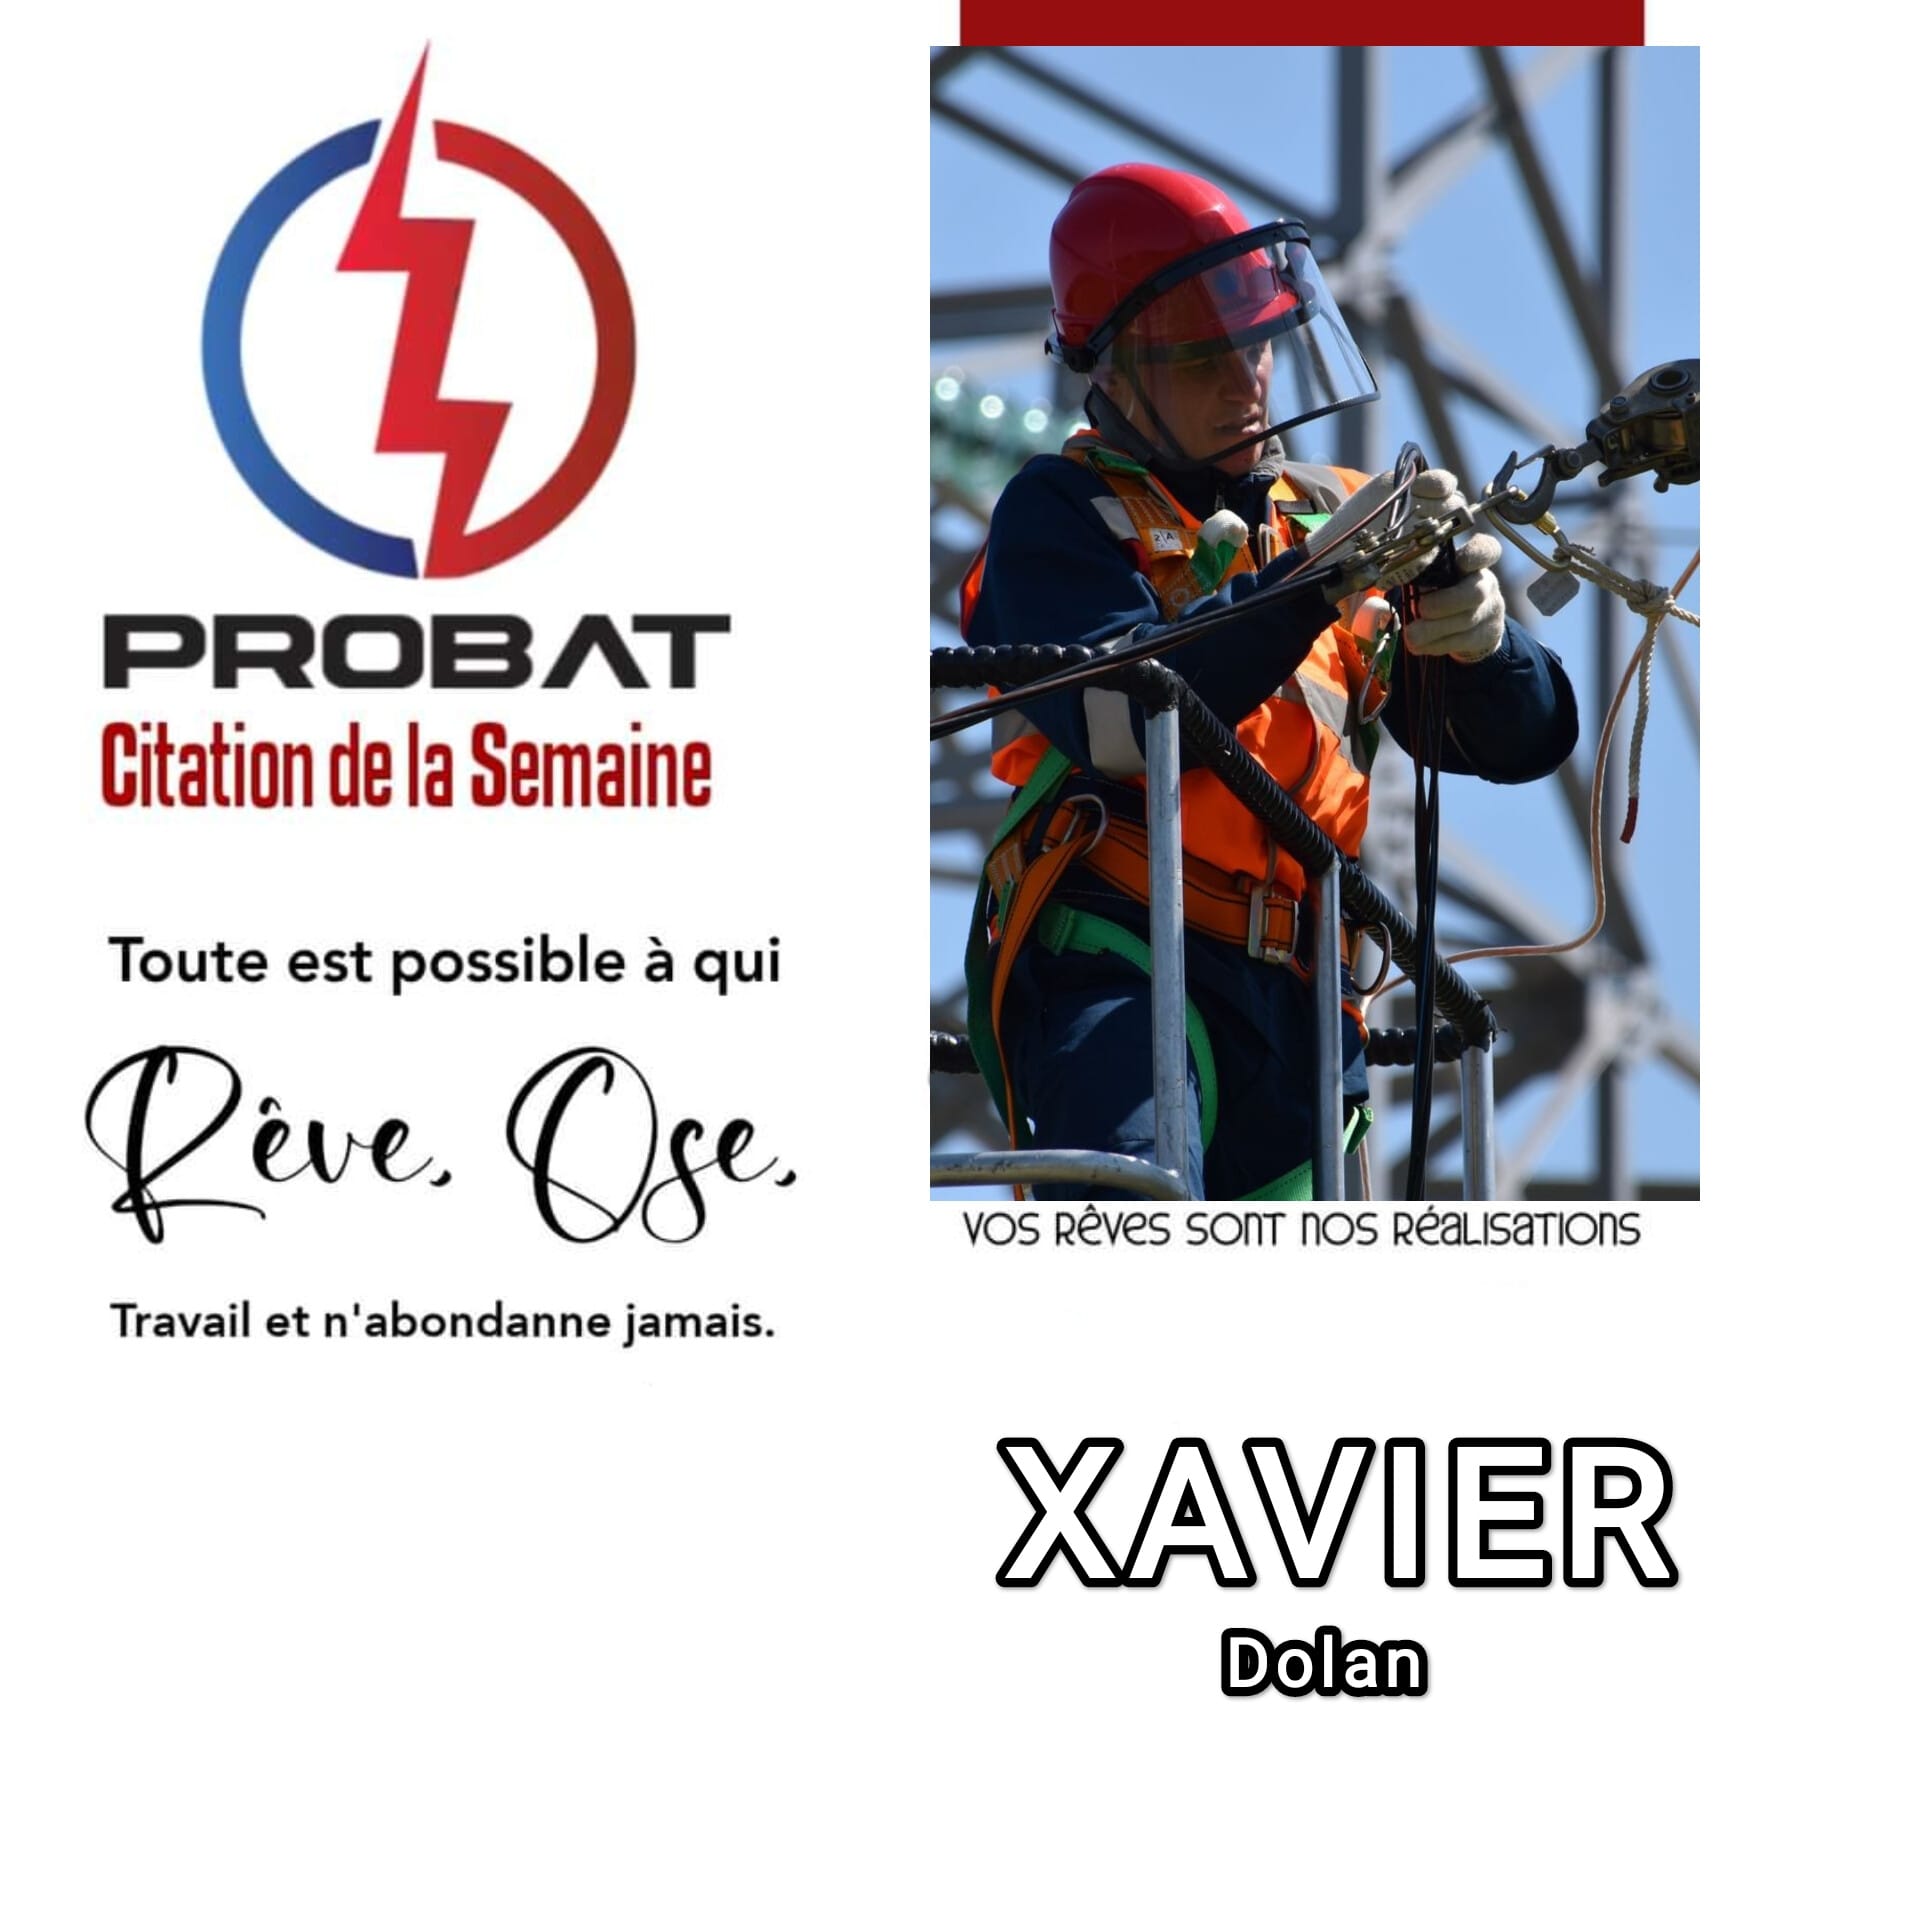 PROBAT
Citation de la Semaine
Toute est possible à qui
Rêve, Ose,
Travail et n'abondanne jamais.
VOS RÊVES SONT NOS RÉALISATIONS
XAVIER
Dolan